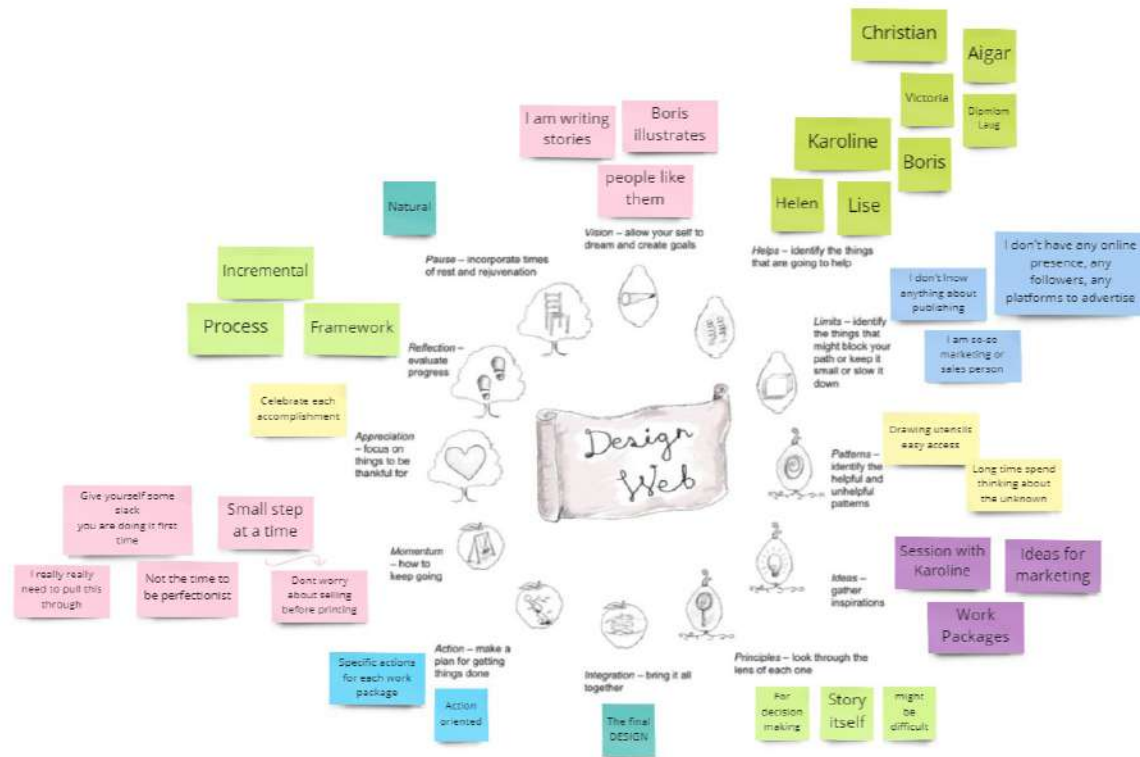 Christian
Aigar
Victoria
Karoline
Boris
Helen
Lise
I am writing
stories
Boris
illustrates
people like
them
Natural
Vision – allow your self to
dream and create goals
Helps – identify the things
that are going to help
I don't have any online
presence, any
followers, any
platforms to advertise
I don't know
anything about
publishing
I am so-so
marketing or
sales person
Limits – identify
the things that
might block your
path or keep it
small or slow it
down
Pause – incorporate times
of rest and rejuvenation
Incremental
Process
Framework
Reflection –
evaluate
progress
Celebrate each
accomplishment
Appreciation
– focus on
things to be
thankful for
Design
Web
Drawing utensils
easy access
Long time spend
thinking about
the unknown
Patterns –
identify the
helpful and
unhelpful
patterns
Give yourself some
slack
you are doing it first
time
Small step
at a time
I really really
need to pull this
through
Not the time to
be perfectionist
Dont worry
about selling
before printing
Momentum
– how to
keep going
Session with
Karoline
Ideas for
marketing
Work
Packages
Ideas –
gather
inspirations
Action – make a
plan for getting
things done
Specific actions
for each work
package
Action
oriented
Integration – bring it all
together
The final
DESIGN
Principles – look through the
lens of each one
For
decision
making
Story
itself
might
be
difficult